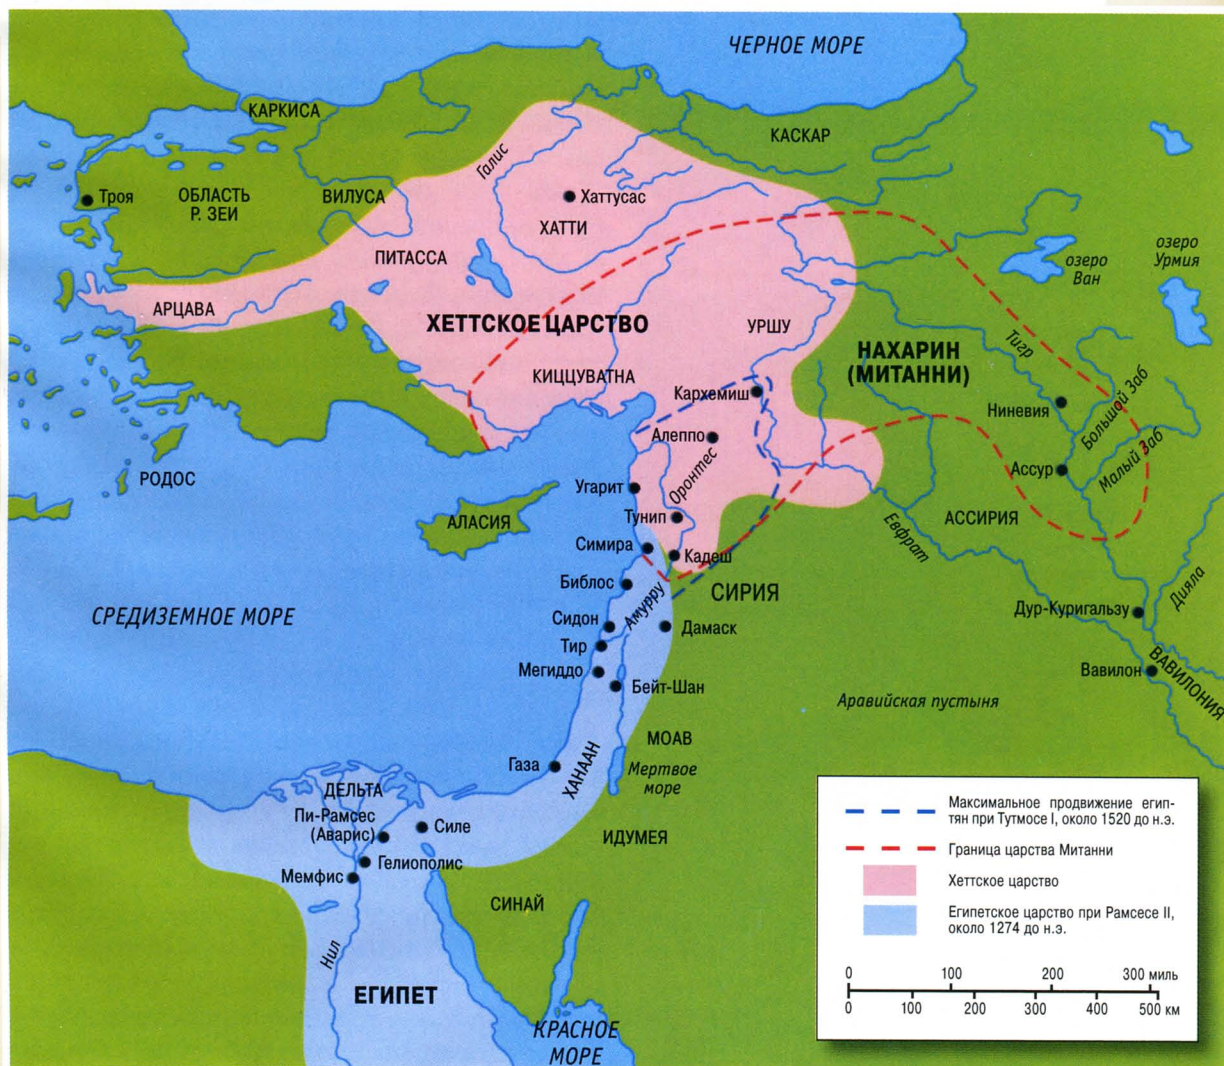 ЧЕРНОЕ МОРЕ
КАРКИСА
КАСКАР
Галис
Троя
ОБЛАСТЬ
Р. ЗЕИ
ВИЛУСА
Хаттусас
ХАТТИ
ПИТАССА
озеро
Ван
озеро
Урмия
АРЦАВА
ХЕТТСКОЕ ЦАРСТВО
УРШУ
Тигр
НАХАРИН
(МИТАННИ)
КИЦЦУВАТНА
Кархемиш
Ниневия
Большой Заб
Алеппо
Малый Заб
РОДОС
Оронтес
Ассур
Угарит
АЛАСИЯ
Тунип
АССИРИЯ
Евфрат
Симира
Кадеш
Библос
Амурру
СИРИЯ
Дияла
СРЕДИЗЕМНОЕ МОРЕ
Сидон
Дамаск
Дур-Куригальзу
Тир
Мегиддо
Бейт-Шан
Вавилон
ВАВИЛОНИЯ
Аравийская пустыня
МОАВ
Газа
ХАНААН
Мертвое
море
ДЕЛЬТА
Пи-Рамсес
(Аварис)
Силе
ИДУМЕЯ
Гелиополис
Мемфис
СИНАЙ
Нил
ЕГИПЕТ
КРАСНОЕ
МОРЕ
Максимальное продвижение егип-
тян при Тутмосе I, около 1520 до н.э.
Граница царства Митанни
Хеттское царство
Египетское царство при Рамсесе II,
около 1274 до н.э.
0 100 200 300 миль
0 100 200 300 400 500 км